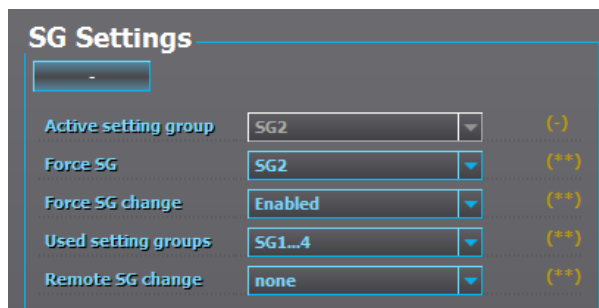 SG Settings
-
Active setting group SG2 (-)
Force SG SG2 (**)
Force SG change Enabled (**)
Used setting groups SG1...4 (**)
Remote SG change none (**)